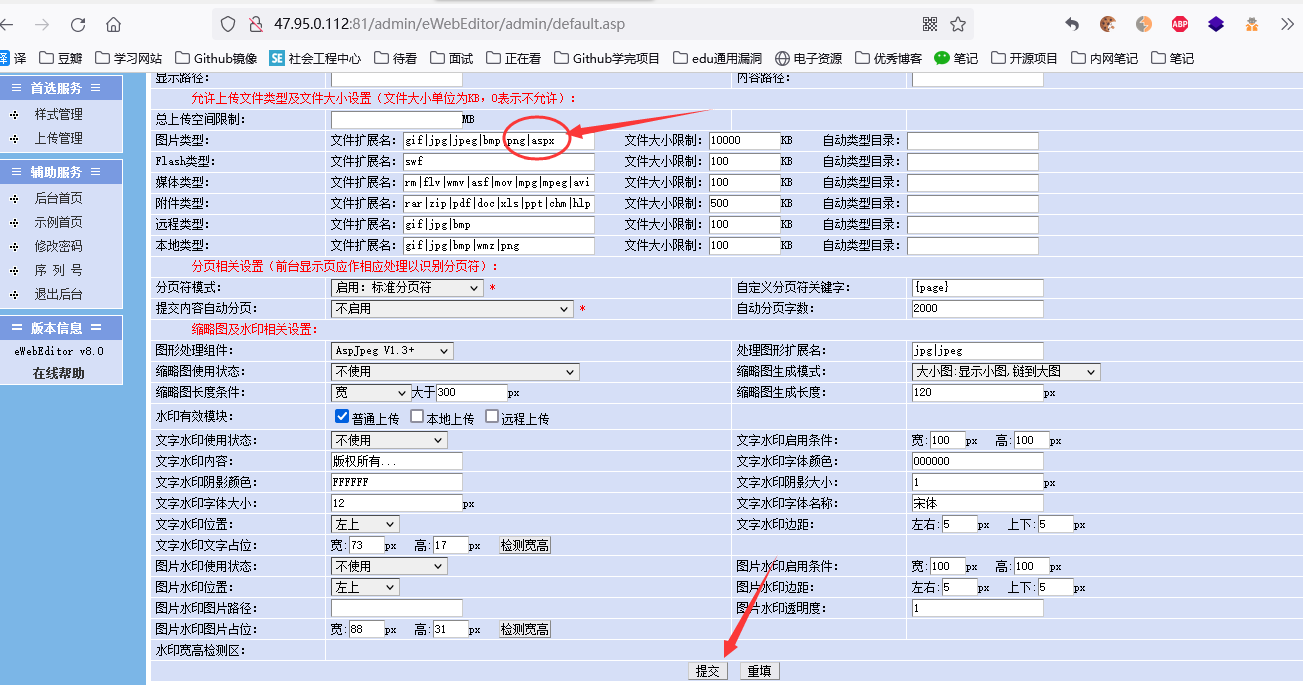 47.95.0.112:81/admin/eWebEditor/admin/default.asp
ABP
译 译 豆瓣 学习网站 Github镜像 SE 社会工程中心 待看 面试 正在看 Github学完项目 edu通用漏洞 电子资源 优秀博客 笔记 开源项目 内网笔记 笔记
首选服务
样式管理
上传管理
辅助服务
后台首页
示例首页
修改密码
序 列 号
退出后台
版本信息
eWebEditor v8.0
在线帮助
显示路径: 内容路径:
允许上传文件类型及文件大小设置(文件大小单位为KB,0表示不允许):
总上传空间限制: MB
图片类型: 文件扩展名: gif|jpg|jpeg|bmp|png|aspx 文件大小限制: 10000 KB 自动类型目录:
Flash类型: 文件扩展名: swf 文件大小限制: 100 KB 自动类型目录:
媒体类型: 文件扩展名: rm|flv|wmv|asf|mov|mpg|mpeg|avi 文件大小限制: 100 KB 自动类型目录:
附件类型: 文件扩展名: rar|zip|pdf|doc|xls|ppt|chm|hlp 文件大小限制: 500 KB 自动类型目录:
远程类型: 文件扩展名: gif|jpg|bmp 文件大小限制: 100 KB 自动类型目录:
本地类型: 文件扩展名: gif|jpg|bmp|wmz|png 文件大小限制: 100 KB 自动类型目录:
分页相关设置(前台显示页应作相应处理以识别分页符):
分页符模式: 启用: 标准分页符 * 自定义分页符关键字: {page}
提交内容自动分页: 不启用 * 自动分页字数: 2000
缩略图及水印相关设置:
图形处理组件: AspJpeg V1.3+ 处理图形扩展名: jpg|jpeg
缩略图使用状态: 不使用 缩略图生成模式: 大小图:显示小图,链到大图
缩略图长度条件: 宽 大于 300 px 缩略图生成长度: 120 px
水印有效模块: 普通上传 本地上传 远程上传
文字水印使用状态: 不使用 文字水印启用条件: 宽: 100 px 高: 100 px
文字水印内容: 版权所有... 文字水印字体颜色: 000000
文字水印阴影颜色: FFFFFF 文字水印阴影大小: 1 px
文字水印字体大小: 12 px 文字水印字体名称: 宋体
文字水印位置: 左上 文字水印边距: 左右: 5 px 上下: 5 px
文字水印文字占位: 宽: 73 px 高: 17 px 检测宽高
图片水印使用状态: 不使用 图片水印启用条件: 宽: 100 px 高: 100 px
图片水印位置: 左上 图片水印边距: 左右: 5 px 上下: 5 px
图片水印图片路径: 图片水印透明度: 1
图片水印图片占位: 宽: 88 px 高: 31 px 检测宽高
水印宽高检测区:
提交 重填